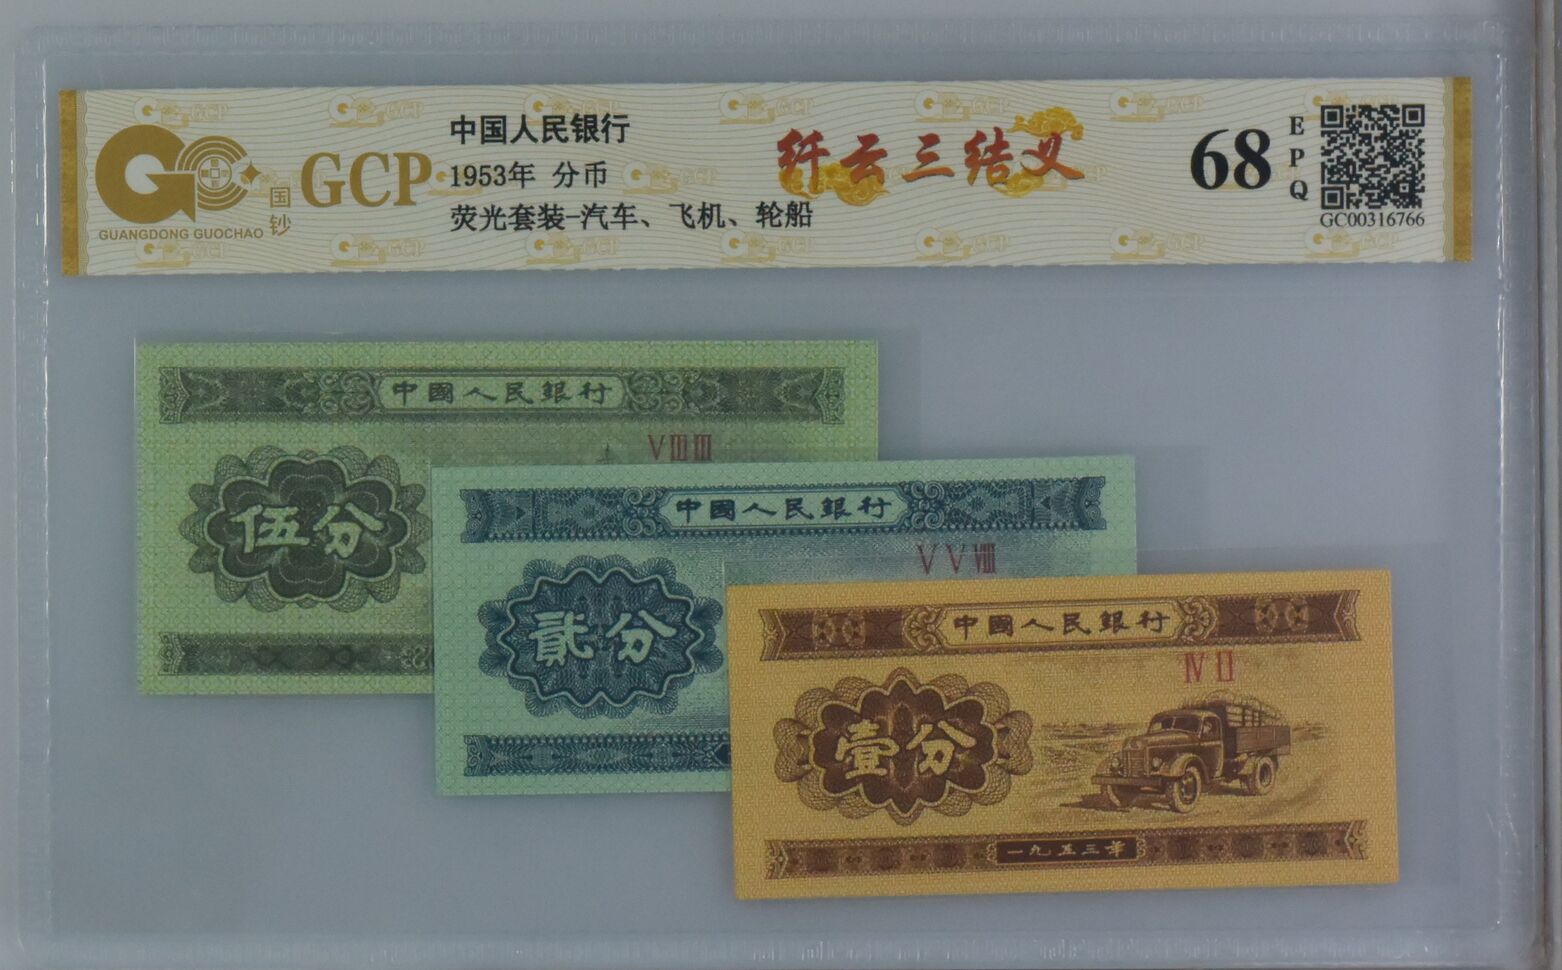 国钞
GUANGDONG GUOCHAO
GCP
中国人民银行
1953年 分币
荧光套装-汽车、飞机、轮船
纤云三结义
68
EPQ
GC00316766
中國人民銀行
VIIIII
伍分
中國人民銀行
V V VIII
貳分
中國人民銀行
IV II
壹分
一九五三年